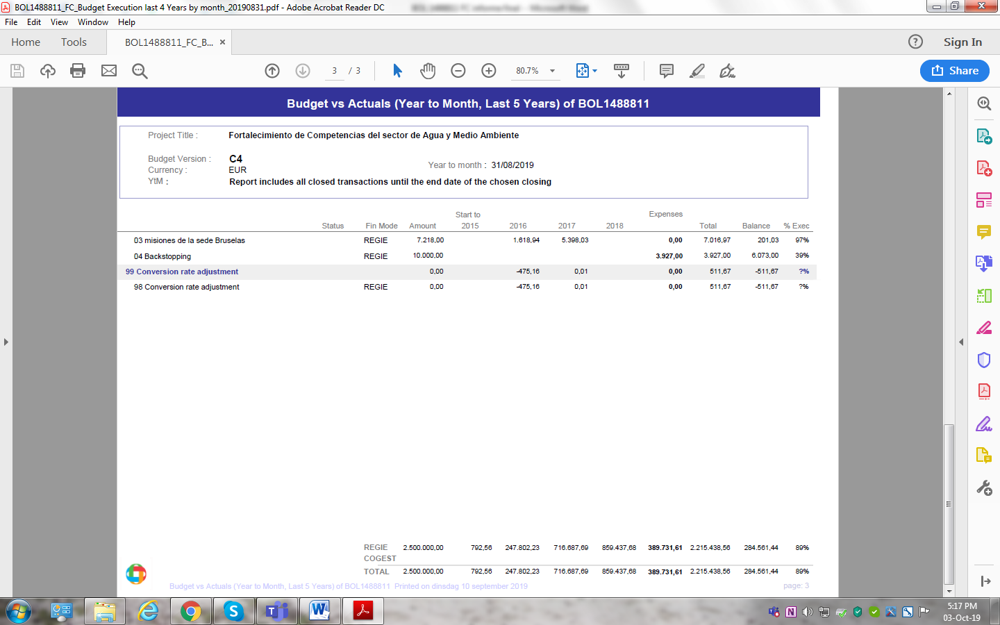 BOL1488811_FC_Budget Execution last 4 Years by month_20190831.pdf - Adobe Acrobat Reader DC
File Edit View Window Help
Home Tools BOL1488811_FC_B... × ? Sign In
3 / 3 80.7% Share
Budget vs Actuals (Year to Month, Last 5 Years) of BOL1488811
Project Title : Fortalecimiento de Competencias del sector de Agua y Medio Ambiente
Budget Version : C4
Currency : EUR Year to month : 31/08/2019
YtM : Report includes all closed transactions until the end date of the chosen closing
Start to Expenses
Status Fin Mode Amount 2015 2016 2017 2018 Total Balance % Exec
03 misiones de la sede Bruselas REGIE 7.218,00 1.618,94 5.398,03 0,00 7.016,97 201,03 97%
04 Backstopping REGIE 10.000,00 3.927,00 3.927,00 6.073,00 39%
99 Conversion rate adjustment 0,00 -475,16 0,01 0,00 511,67 -511,67 ?%
98 Conversion rate adjustment REGIE 0,00 -475,16 0,01 0,00 511,67 -511,67 ?%
REGIE 2.500.000,00 792,56 247.802,23 716.687,69 859.437,68 389.731,61 2.215.438,56 284.561,44 89%
COGEST
TOTAL 2.500.000,00 792,56 247.802,23 716.687,69 859.437,68 389.731,61 2.215.438,56 284.561,44 89%
Budget vs Actuals (Year to Month, Last 5 Years) of BOL1488811 Printed on dinsdag 10 september 2019 page: 3
5:17 PM
03-Oct-19